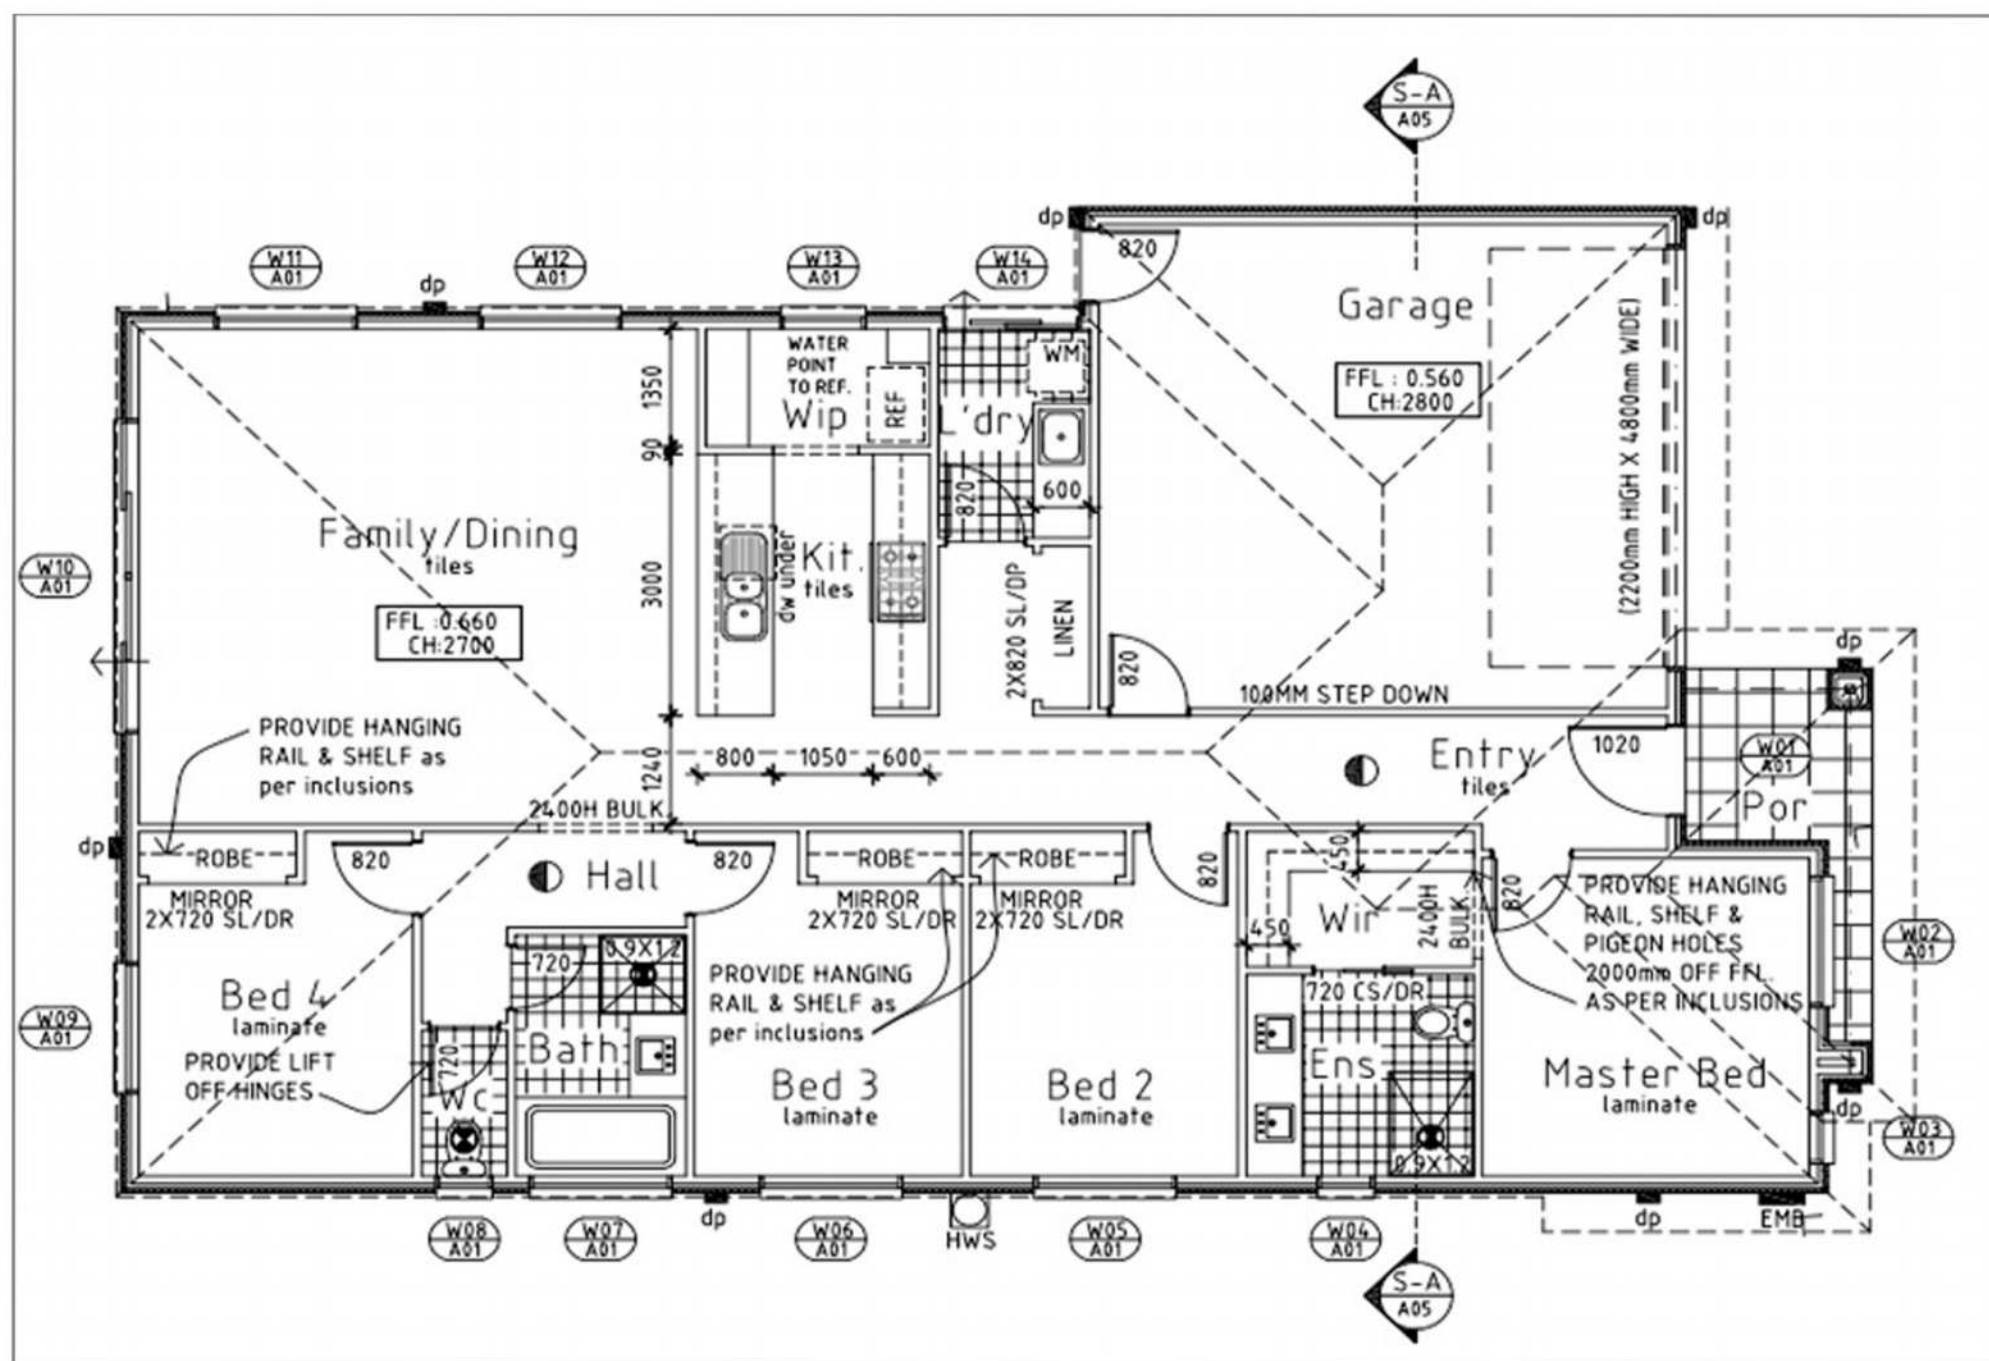 S-A
A05
dp
dp
W11
A01
W12
A01
W13
A01
W14
A01
dp
820
Garage
FFL : 0.560
CH:2800
(2200mm HIGH X 4800mm WIDE)
WATER
POINT
TO REF.
Wip
REF
WM
L'dry
1350
90
820
600
Family/Dining
tiles
FFL :0.660
CH:2700
W10
A01
3000
dw under
Kit.
tiles
2X820 SL/DP
LINEN
820
100MM STEP DOWN
dp
PROVIDE HANGING
RAIL & SHELF as
per inclusions
1240
800
1050
600
Entry
tiles
1020
W01
A01
Por
2400H BULK
dp
ROBE
820
Hall
820
ROBE
ROBE
820
450
MIRROR
2X720 SL/DR
MIRROR
2X720 SL/DR
MIRROR
2X720 SL/DR
Wir
450
2400H
BULK
820
PROVIDE HANGING
RAIL, SHELF &
PIGEON HOLES
2000mm OFF FFL.
AS PER INCLUSIONS
W02
A01
720
0.9X1.2
PROVIDE HANGING
RAIL & SHELF as
per inclusions
720 CS/DR
Bed 4
laminate
W09
A01
PROVIDE LIFT
OFF HINGES
720
Wc
Bath
Bed 3
laminate
Bed 2
laminate
Ens
Master Bed
laminate
dp
W03
A01
0.9X1.2
W08
A01
W07
A01
dp
W06
A01
HWS
W05
A01
W04
A01
dp
EMB
S-A
A05